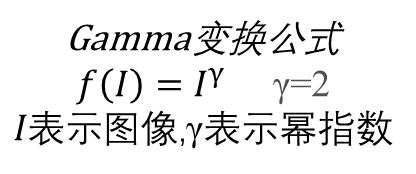 Gamma变换公式
f(I) = I^γ γ=2
I表示图像,γ表示幂指数